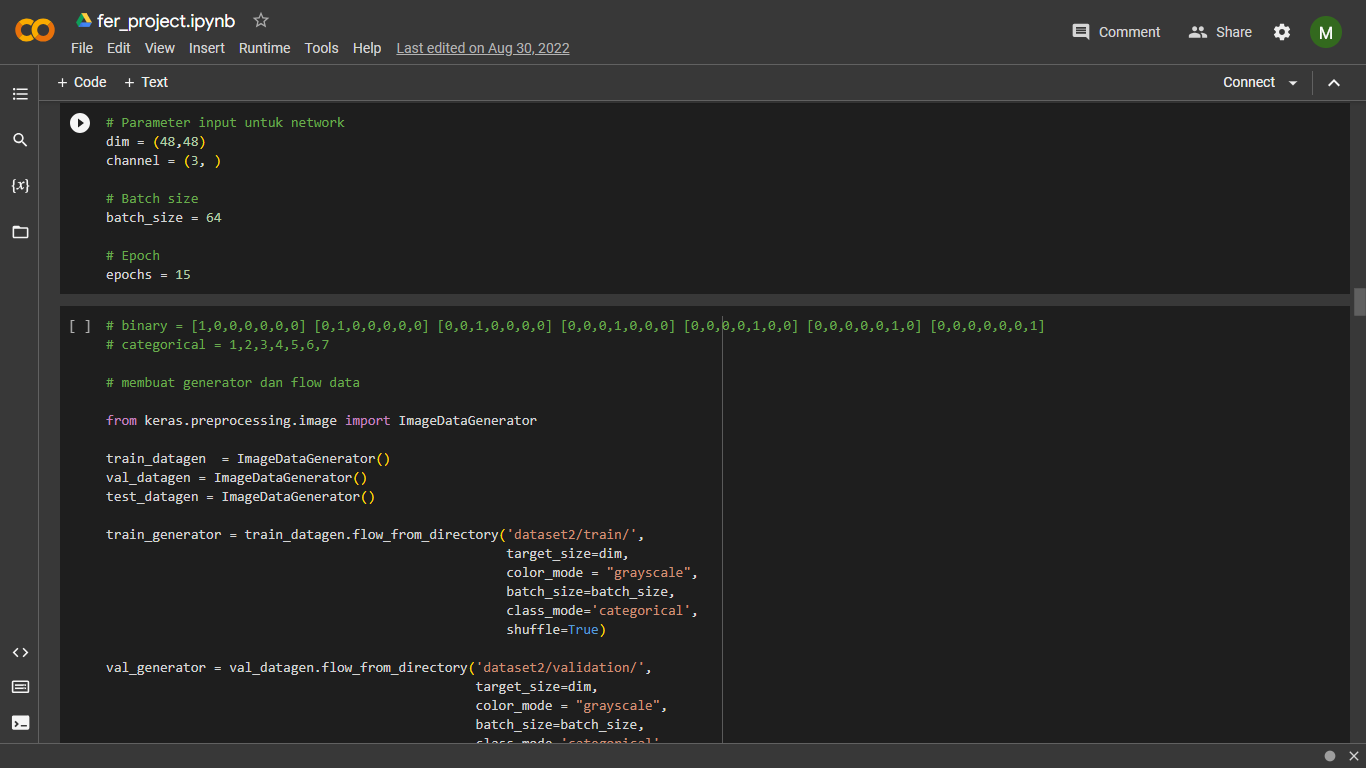 fer_project.ipynb
File Edit View Insert Runtime Tools Help Last edited on Aug 30, 2022
Comment Share M
+ Code + Text Connect
# Parameter input untuk network
dim = (48,48)
channel = (3, )
# Batch size
batch_size = 64
# Epoch
epochs = 15
[ ] # binary = [1,0,0,0,0,0,0] [0,1,0,0,0,0,0] [0,0,1,0,0,0,0] [0,0,0,1,0,0,0] [0,0,0,0,1,0,0] [0,0,0,0,0,1,0] [0,0,0,0,0,0,1]
# categorical = 1,2,3,4,5,6,7
# membuat generator dan flow data
from keras.preprocessing.image import ImageDataGenerator
train_datagen  = ImageDataGenerator()
val_datagen = ImageDataGenerator()
test_datagen = ImageDataGenerator()
train_generator = train_datagen.flow_from_directory('dataset2/train/',
target_size=dim,
color_mode = "grayscale",
batch_size=batch_size,
class_mode='categorical',
shuffle=True)
val_generator = val_datagen.flow_from_directory('dataset2/validation/',
target_size=dim,
color_mode = "grayscale",
batch_size=batch_size,
class_mode='categorical'